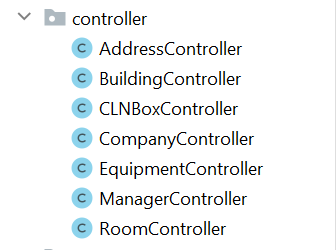 controller
C AddressController
C BuildingController
C CLNBoxController
C CompanyController
C EquipmentController
C ManagerController
C RoomController